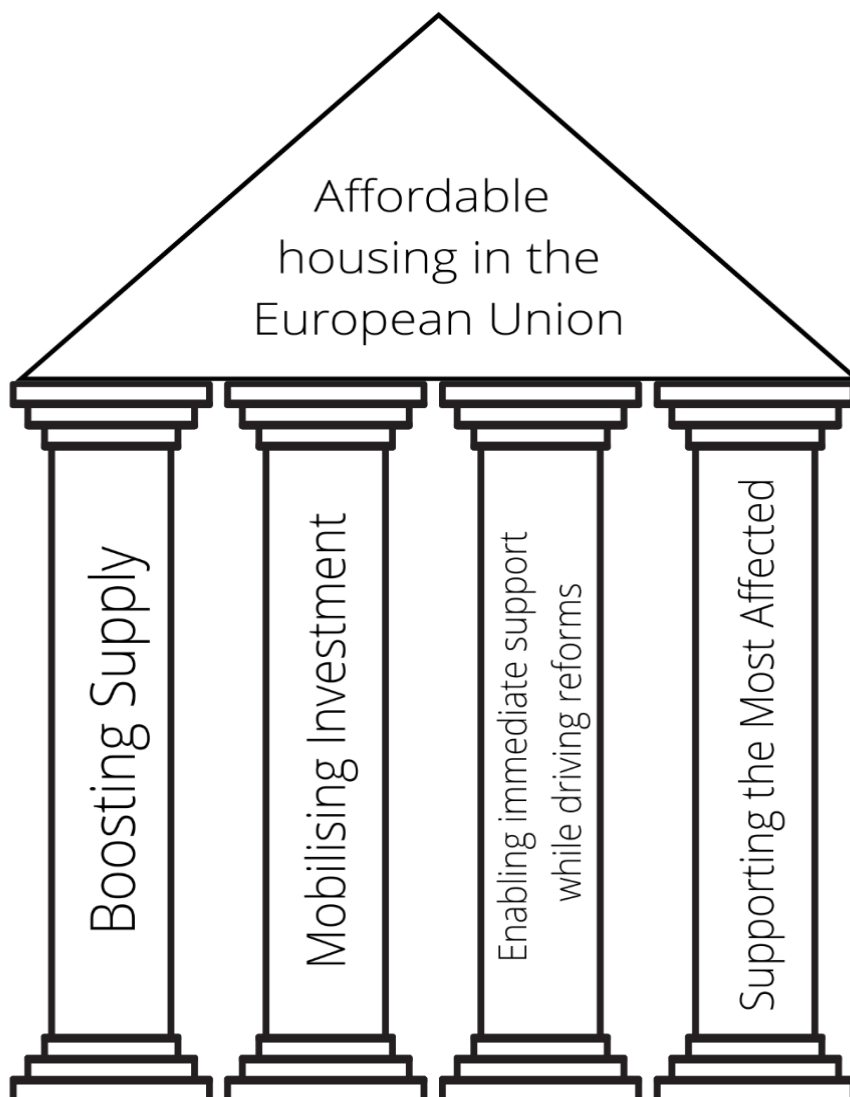 Affordable
housing in the
European Union
Boosting Supply
Mobilising Investment
Enabling immediate support
while driving reforms
Supporting the Most Affected